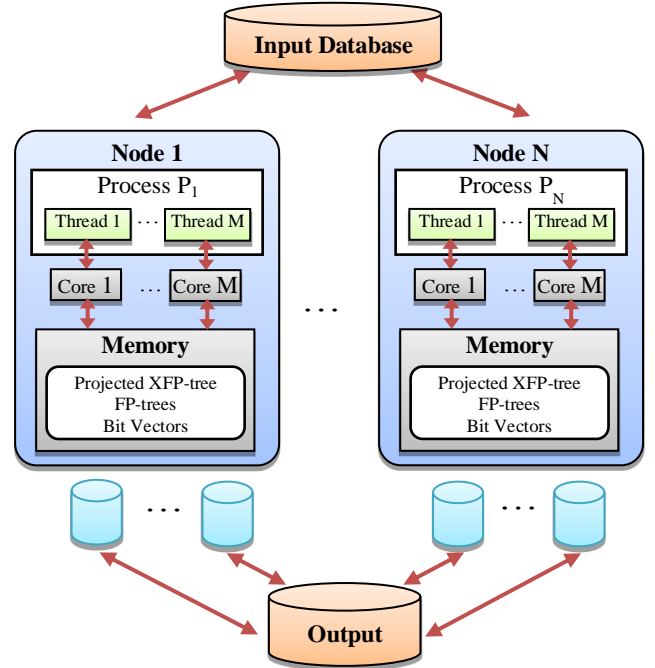 Input Database
Node 1
Process P1
Thread 1 ... Thread M
Core 1 ... Core M
Memory
Projected XFP-tree
FP-trees
Bit Vectors
...
...
Node N
Process PN
Thread 1 ... Thread M
Core 1 ... Core M
Memory
Projected XFP-tree
FP-trees
Bit Vectors
...
Output